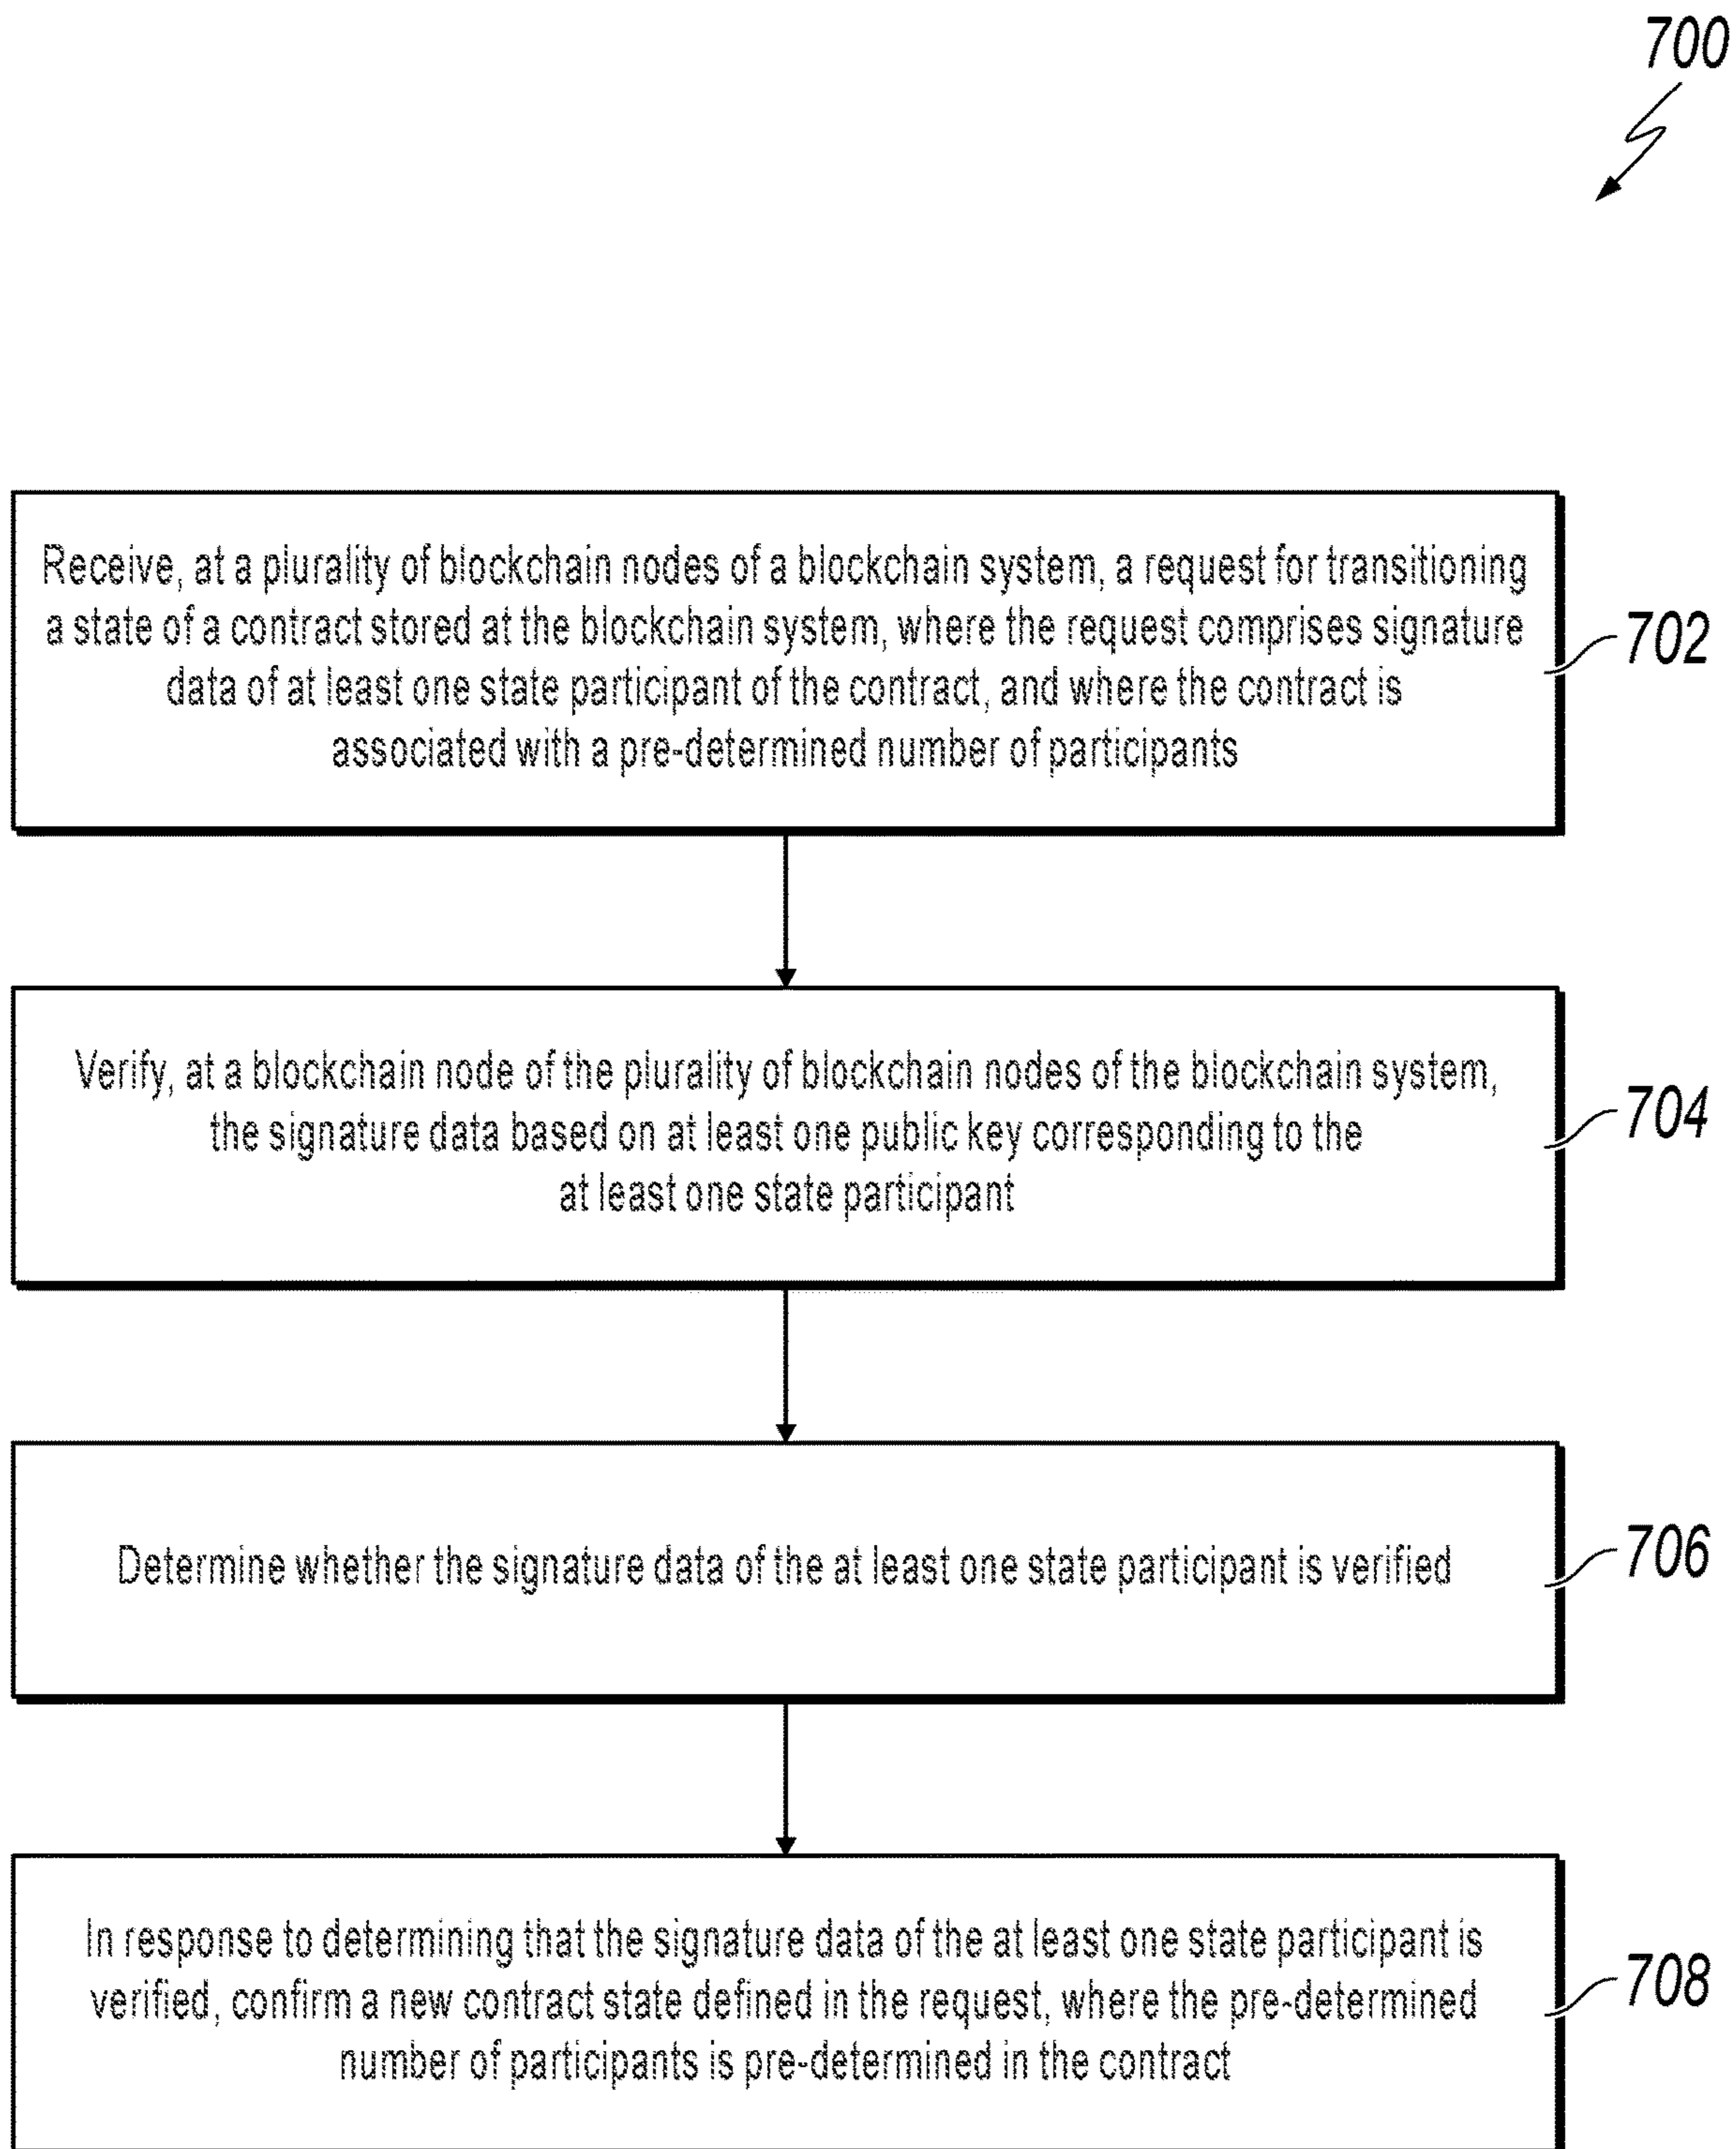 700
Receive, at a plurality of blockchain nodes of a blockchain system, a request for transitioning
a state of a contract stored at the blockchain system, where the request comprises signature
data of at least one state participant of the contract, and where the contract is
associated with a pre-determined number of participants
702
Verify, at a blockchain node of the plurality of blockchain nodes of the blockchain system,
the signature data based on at least one public key corresponding to the
at least one state participant
704
Determine whether the signature data of the at least one state participant is verified
706
In response to determining that the signature data of the at least one state participant is
verified, confirm a new contract state defined in the request, where the pre-determined
number of participants is pre-determined in the contract
708